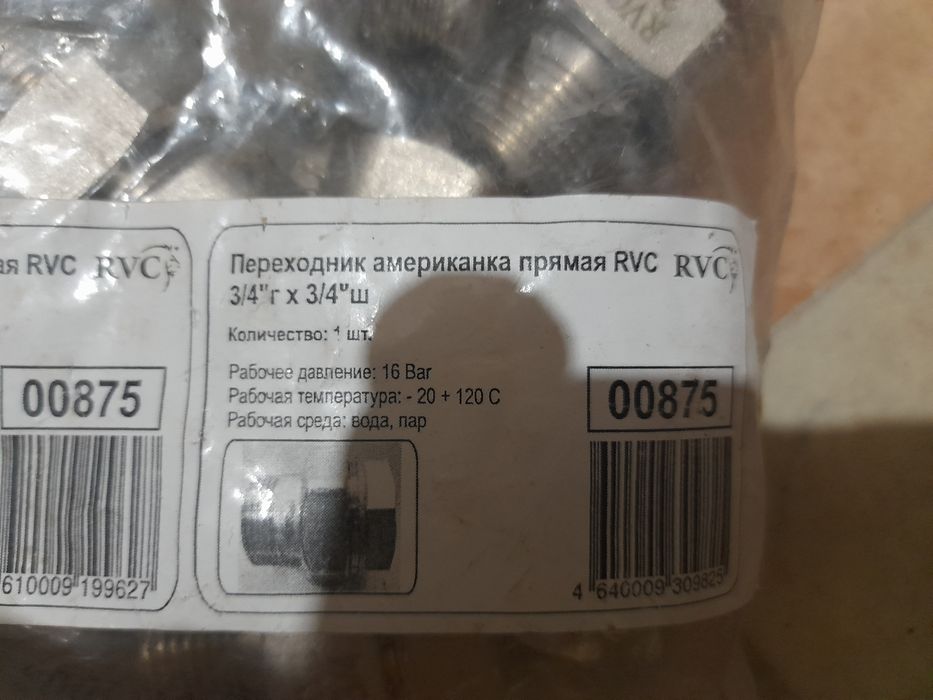 RVC
ая RVC RVC
00875
610009 199627
Переходник американка прямая RVC RVC
3/4"г х 3/4"ш
Количество: 1 шт.
Рабочее давление: 16 Bar
Рабочая температура: - 20 + 120 С
Рабочая среда: вода, пар
00875
4 640009 309825